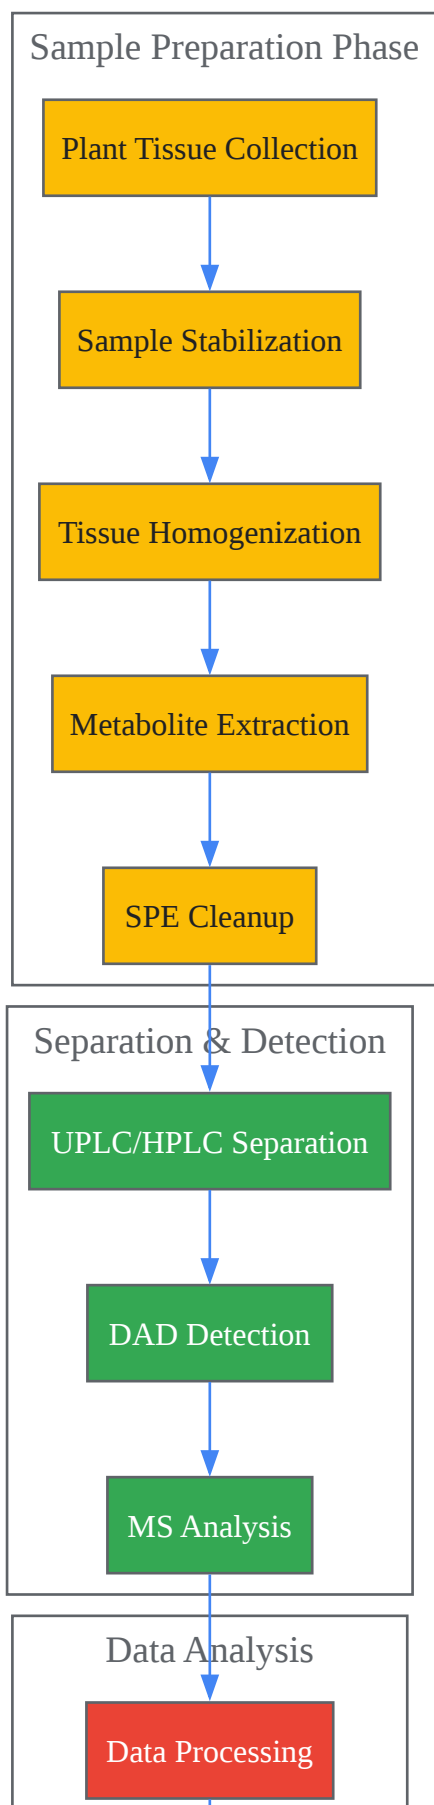 Sample Preparation Phase
Plant Tissue Collection
Sample Stabilization
Tissue Homogenization
Metabolite Extraction
SPE Cleanup
Separation & Detection
UPLC/HPLC Separation
DAD Detection
MS Analysis
Data Analysis
Data Processing